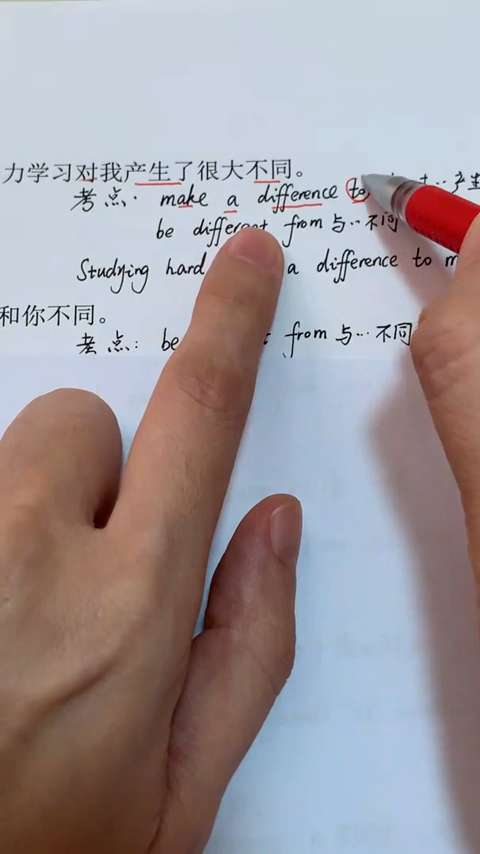 力学习对我产生了很大不同。
考点: make a difference to 产生
be different from 与…不同
Studying hard a difference to
和你不同。
考点: be from 与…不同